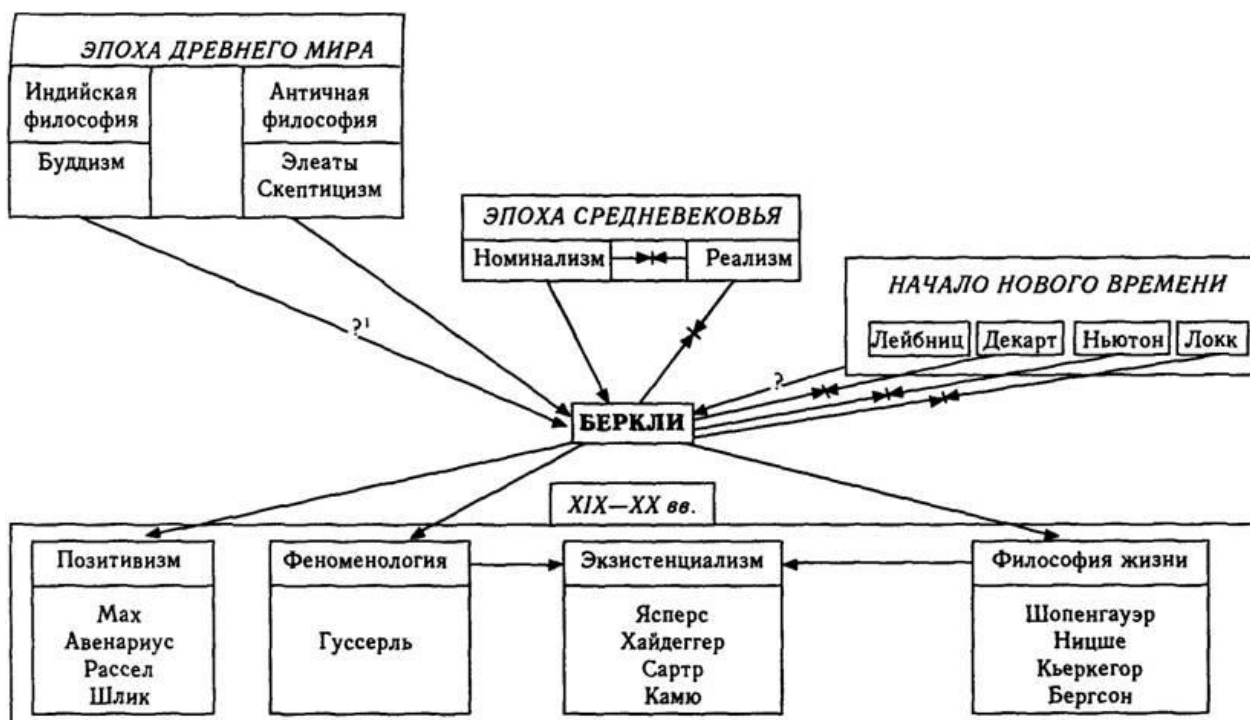 ЭПОХА ДРЕВНЕГО МИРА
Индийская
философия
Античная
философия
Буддизм
Элеаты
Скептицизм
ЭПОХА СРЕДНЕВЕКОВЬЯ
Номинализм
Реализм
НАЧАЛО НОВОГО ВРЕМЕНИ
Лейбниц
Декарт
Ньютон
Локк
?¹
?
БЕРКЛИ
XIX—XX вв.
Позитивизм
Мах
Авенариус
Рассел
Шлик
Феноменология
Гуссерль
Экзистенциализм
Ясперс
Хайдеггер
Сартр
Камю
Философия жизни
Шопенгауэр
Ницше
Кьеркегор
Бергсон